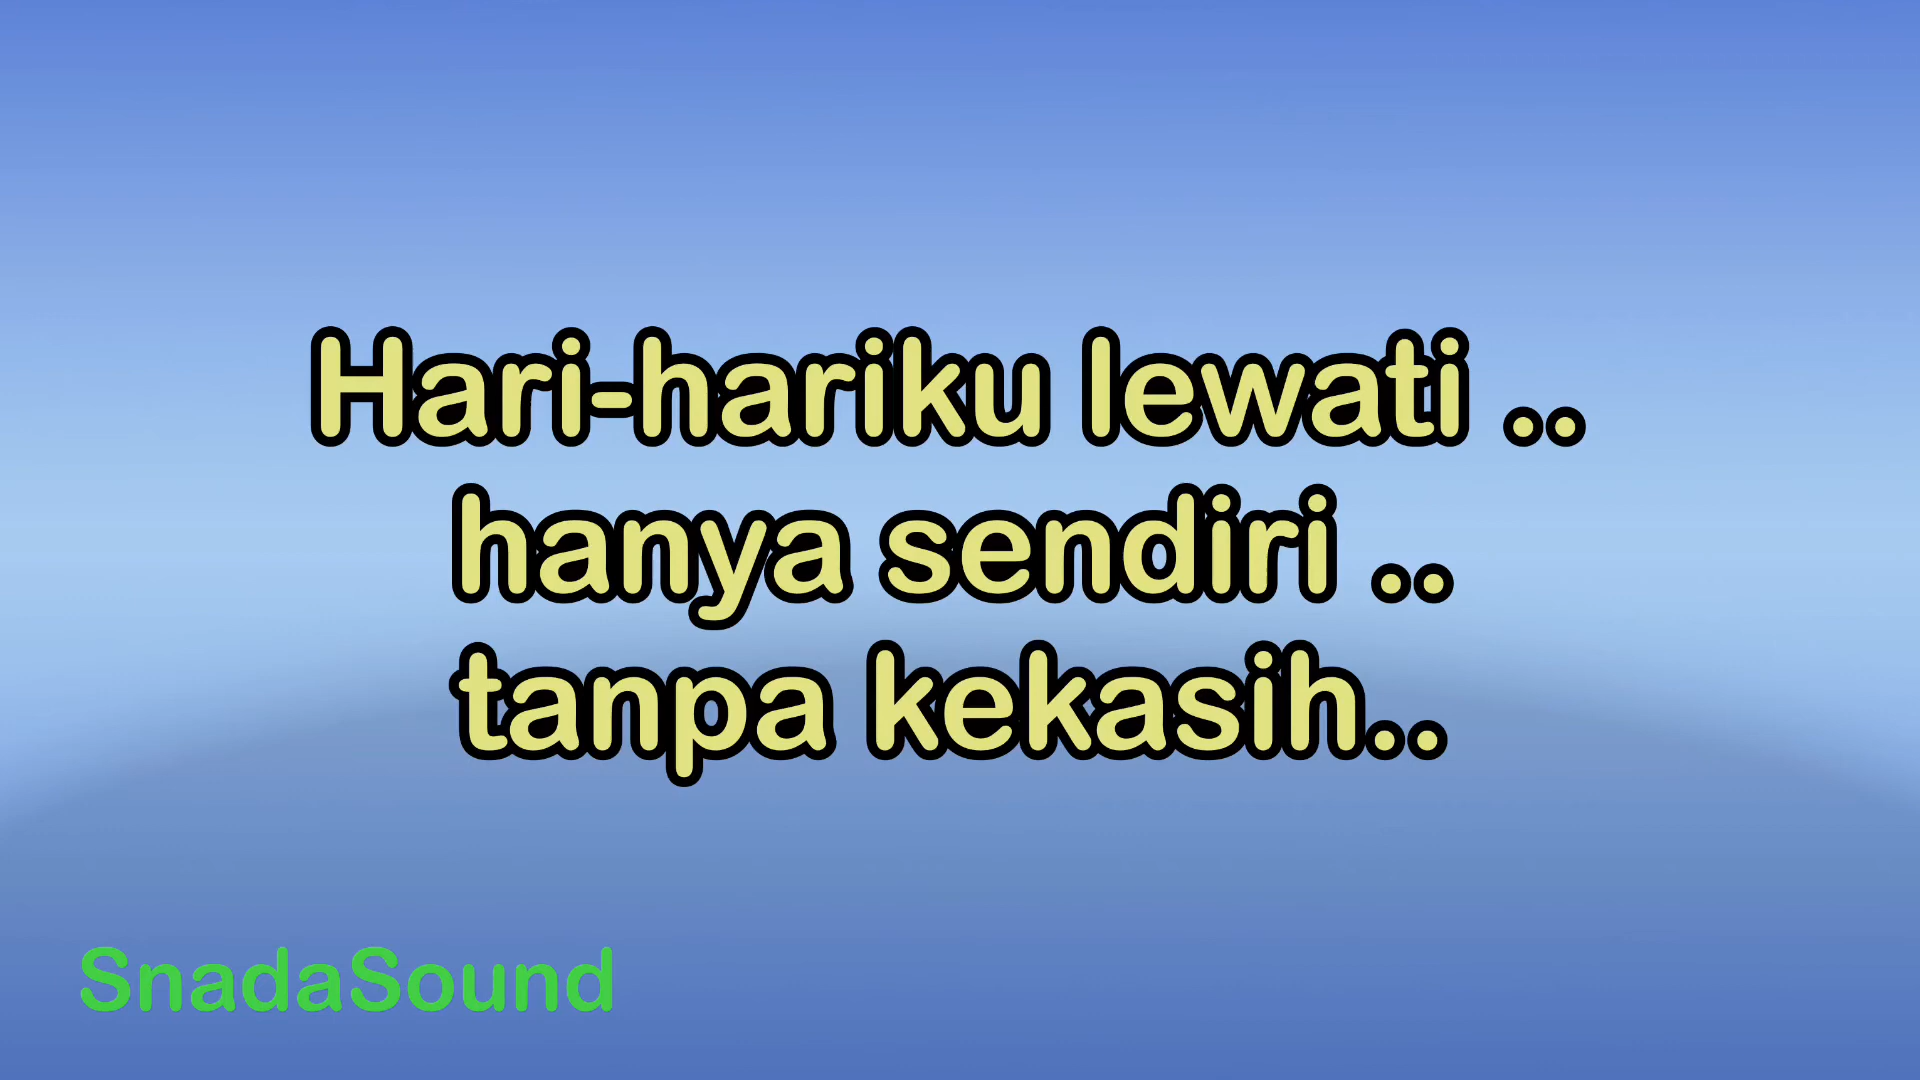 Hari-hariku lewati ..
hanya sendiri ..
tanpa kekasih..
SnadaSound